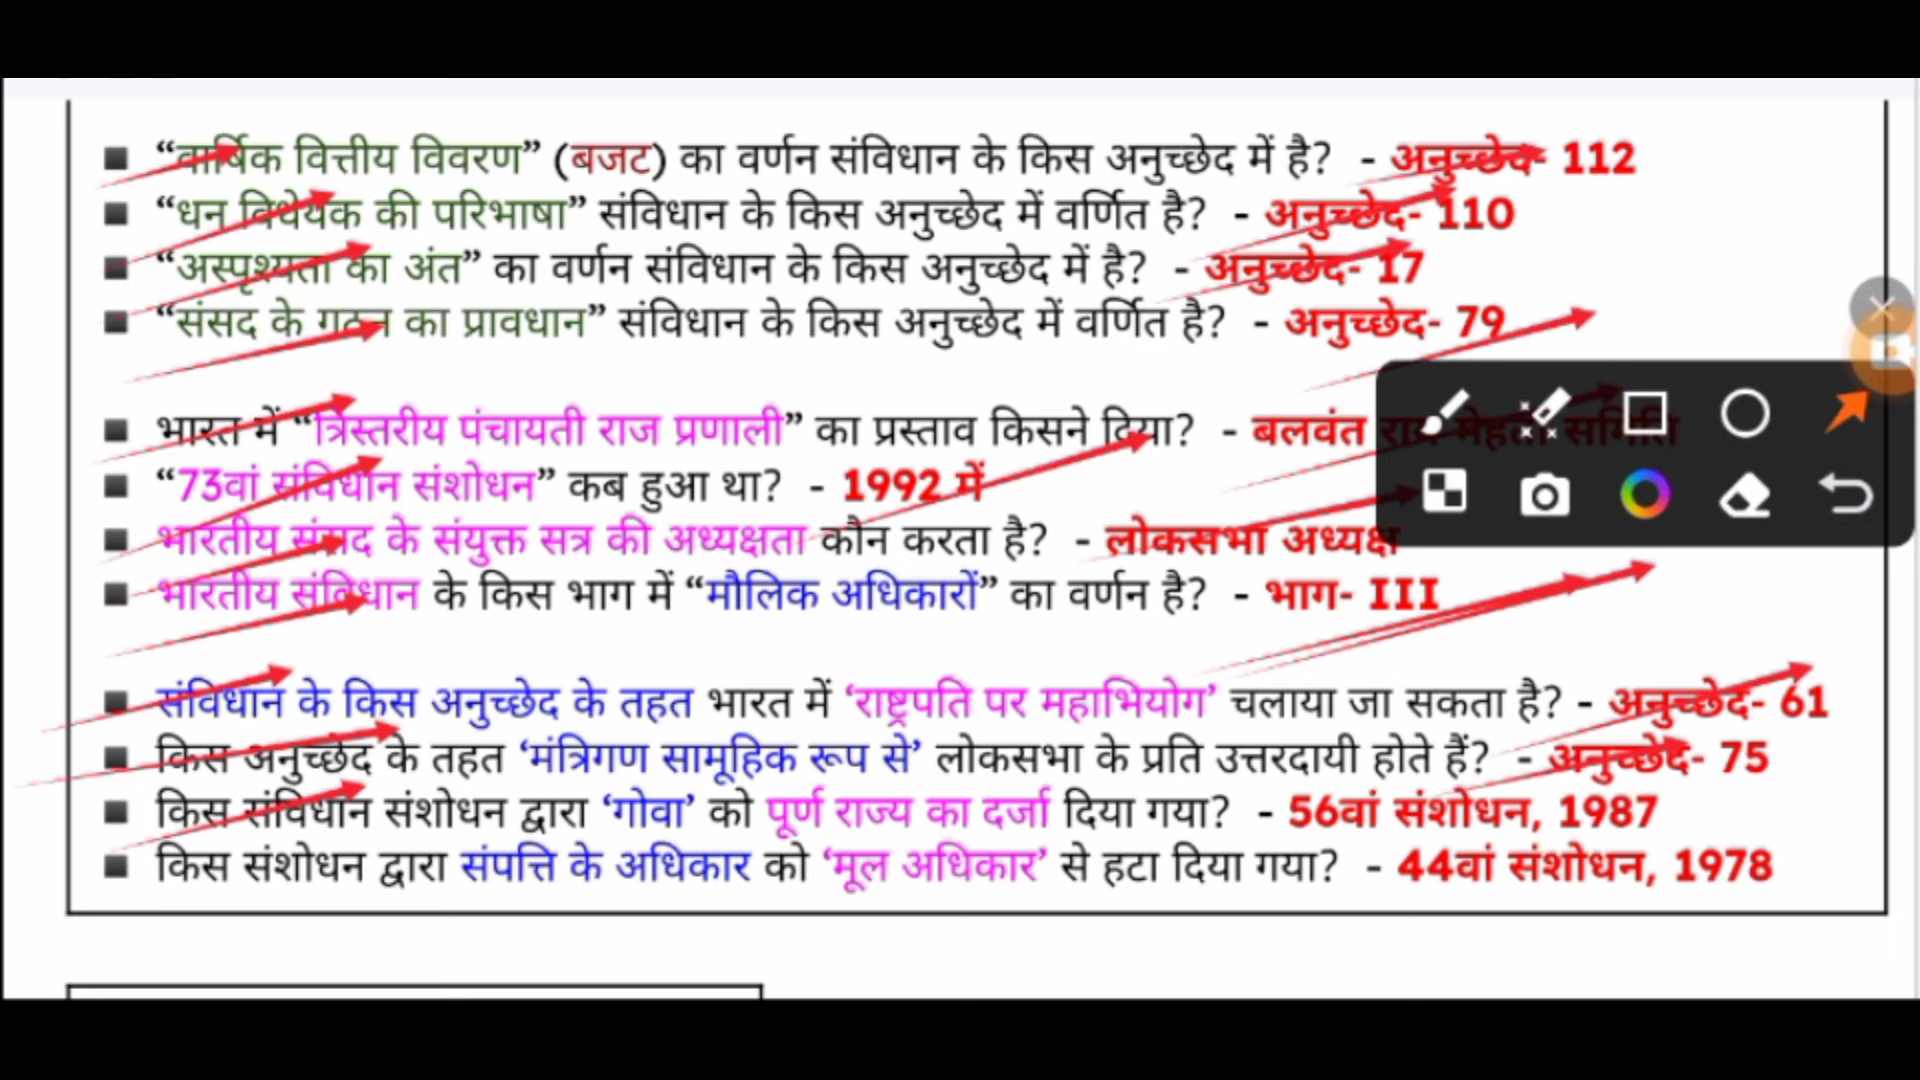 “वार्षिक वित्तीय विवरण” (बजट) का वर्णन संविधान के किस अनुच्छेद में है? - अनुच्छेद- 112
“धन विधेयक की परिभाषा” संविधान के किस अनुच्छेद में वर्णित है? - अनुच्छेद- 110
“अस्पृश्यता का अंत” का वर्णन संविधान के किस अनुच्छेद में है? - अनुच्छेद- 17
“संसद के गठन का प्रावधान” संविधान के किस अनुच्छेद में वर्णित है? - अनुच्छेद- 79
भारत में “त्रिस्तरीय पंचायती राज प्रणाली” का प्रस्ताव किसने दिया? - बलवंत राय मेहता समिति
“73वां संविधान संशोधन” कब हुआ था? - 1992 में
भारतीय संसद के संयुक्त सत्र की अध्यक्षता कौन करता है? - लोकसभा अध्यक्ष
भारतीय संविधान के किस भाग में “मौलिक अधिकारों” का वर्णन है? - भाग- III
संविधान के किस अनुच्छेद के तहत भारत में ‘राष्ट्रपति पर महाभियोग’ चलाया जा सकता है? - अनुच्छेद- 61
किस अनुच्छेद के तहत ‘मंत्रिगण सामूहिक रूप से’ लोकसभा के प्रति उत्तरदायी होते हैं? - अनुच्छेद- 75
किस संविधान संशोधन द्वारा ‘गोवा’ को पूर्ण राज्य का दर्जा दिया गया? - 56वां संशोधन, 1987
किस संशोधन द्वारा संपत्ति के अधिकार को ‘मूल अधिकार’ से हटा दिया गया? - 44वां संशोधन, 1978